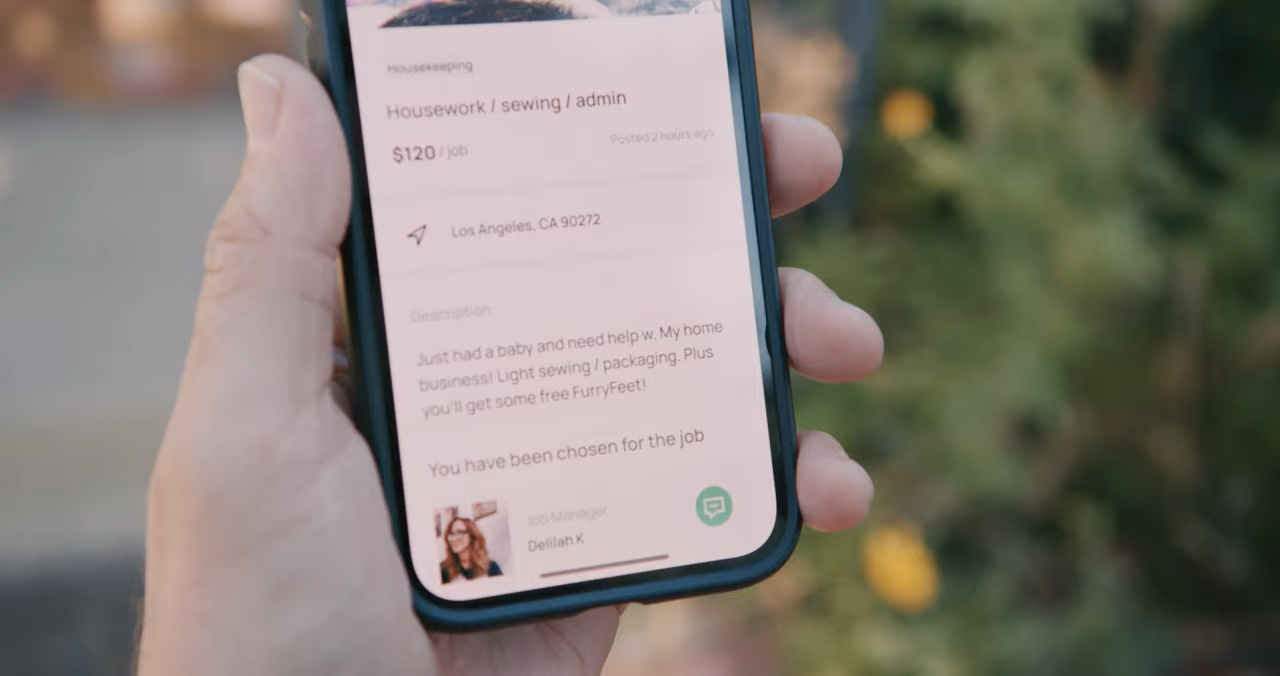 Housekeeping
Housework / sewing / admin
$120 / job
Posted 2 hours ago
Los Angeles, CA 90272
Description
Just had a baby and need help w. My home
business! Light sewing / packaging. Plus
you'll get some free FurryFeet!
You have been chosen for the job
Job Manager
Delilah K